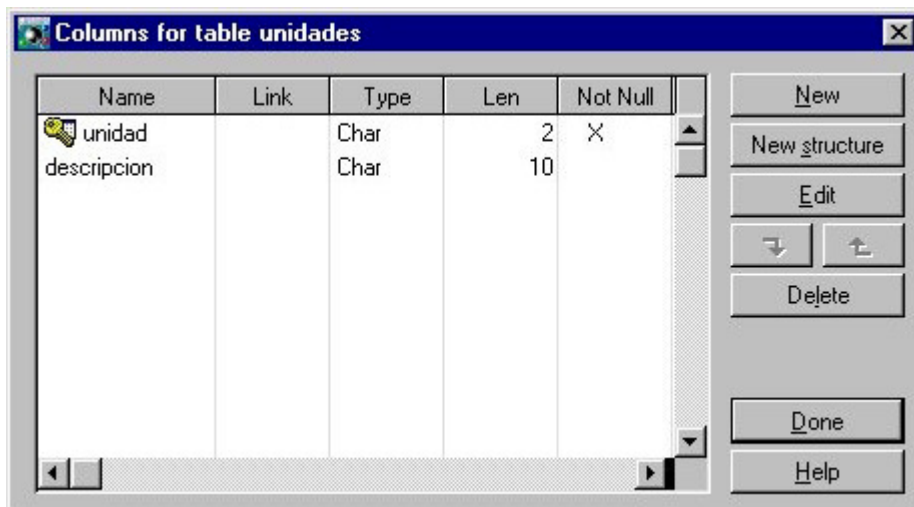 Columns for table unidades
Name Link Type Len Not Null
unidad Char 2 X
descripcion Char 10
New
New structure
Edit
Delete
Done
Help